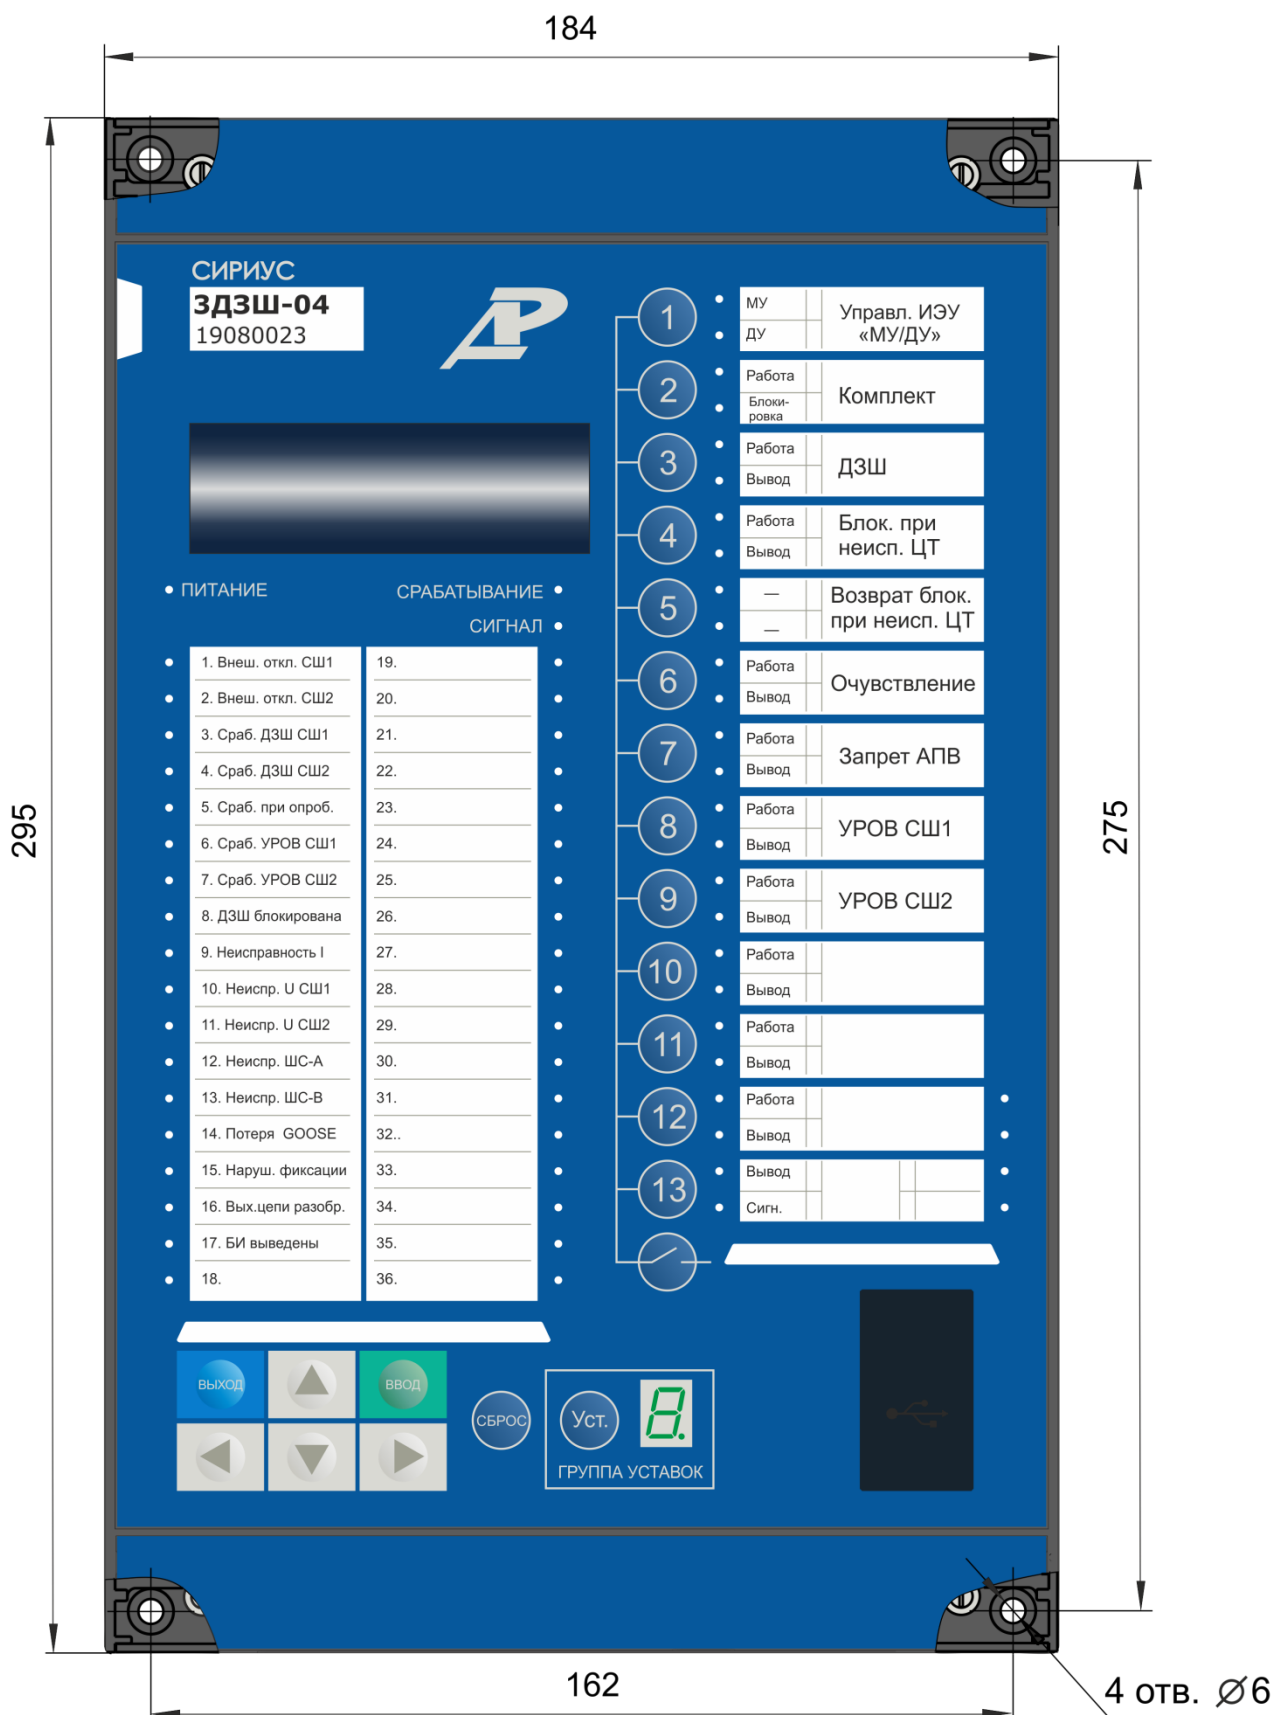 184
СИРИУС
3ДЗШ-04
19080023
1
МУ
ДУ
Управл. ИЭУ
«МУ/ДУ»
2
Работа
Блоки-
ровка
Комплект
3
Работа
Вывод
ДЗШ
4
Работа
Вывод
Блок. при
неисп. ЦТ
5
—
—
Возврат блок.
при неисп. ЦТ
6
Работа
Вывод
Очувствление
7
Работа
Вывод
Запрет АПВ
8
Работа
Вывод
УРОВ СШ1
9
Работа
Вывод
УРОВ СШ2
10
Работа
Вывод
11
Работа
Вывод
12
Работа
Вывод
13
Вывод
Сигн.
ПИТАНИЕ
СРАБАТЫВАНИЕ
СИГНАЛ
1. Внеш. откл. СШ1
2. Внеш. откл. СШ2
3. Сраб. ДЗШ СШ1
4. Сраб. ДЗШ СШ2
5. Сраб. при опроб.
6. Сраб. УРОВ СШ1
7. Сраб. УРОВ СШ2
8. ДЗШ блокирована
9. Неисправность I
10. Неиспр. U СШ1
11. Неиспр. U СШ2
12. Неиспр. ШС-А
13. Неиспр. ШС-В
14. Потеря GOOSE
15. Наруш. фиксации
16. Вых.цепи разобр.
17. БИ выведены
18.
19.
20.
21.
22.
23.
24.
25.
26.
27.
28.
29.
30.
31.
32..
33.
34.
35.
36.
ВЫХОД
ВВОД
СБРОС
Уст.
8.
ГРУППА УСТАВОК
295
275
162
4 отв. ∅6